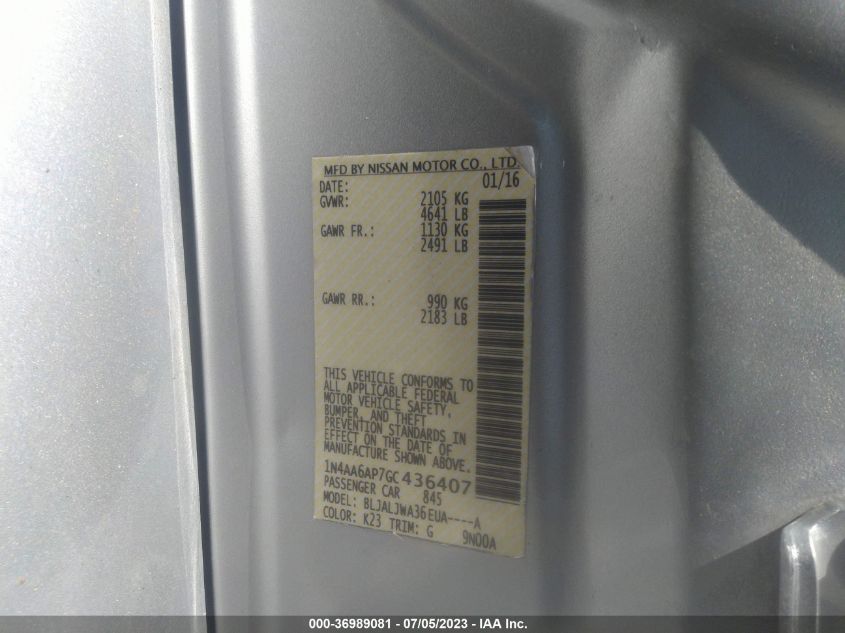 MFD BY NISSAN MOTOR CO., LTD.
DATE: 01/16
GVWR: 2105 KG
4641 LB
GAWR FR.: 1130 KG
2491 LB
GAWR RR.: 990 KG
2183 LB
THIS VEHICLE CONFORMS TO
ALL APPLICABLE FEDERAL
MOTOR VEHICLE SAFETY,
BUMPER, AND THEFT
PREVENTION STANDARDS IN
EFFECT ON THE DATE OF
MANUFACTURE SHOWN ABOVE.
1N4AA6AP7GC436407
PASSENGER CAR 845
MODEL: BLJALJWA36EUA----A
COLOR: K23 TRIM: G 9N00A
000-36989081 - 07/05/2023 - IAA Inc.